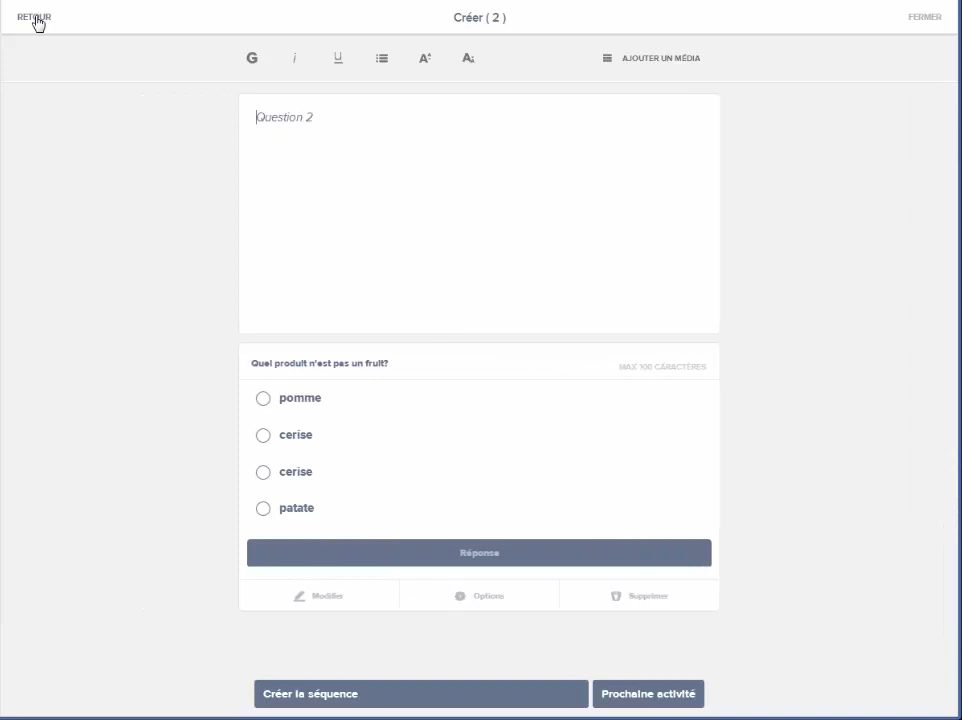 RETOUR Créer ( 2 ) FERMER
G i U A A AJOUTER UN MÉDIA
Question 2
Quel produit n'est pas un fruit? MAX 100 CARACTÈRES
pomme
cerise
cerise
patate
Réponse
Modifier Options Supprimer
Créer la séquence Prochaine activité